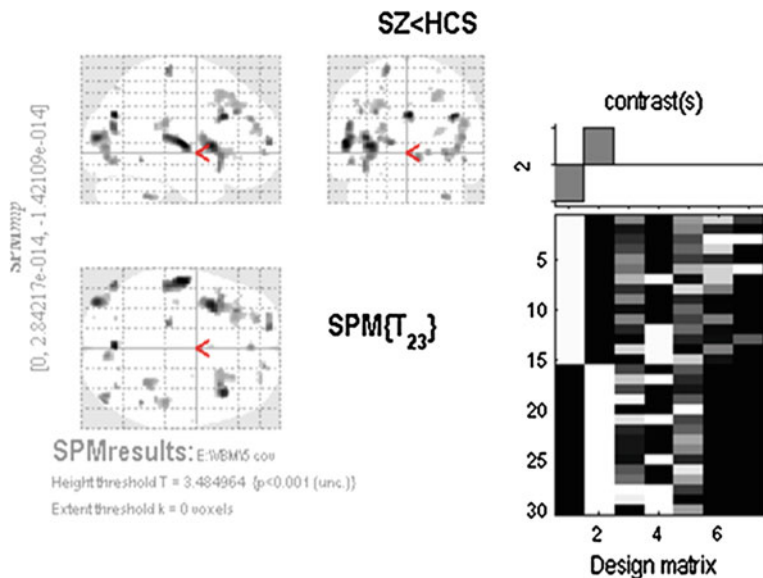 SZ<HCS
SPMmip
[0, 2.84217e-014, -1.42109e-014]
<
<
<
SPM{T23}
SPMresults: E:\VBM\5 cov
Height threshold T = 3.484964 {p<0.001 (unc.)}
Extent threshold k = 0 voxels
contrast(s)
2
5
10
15
20
25
30
2 4 6
Design matrix